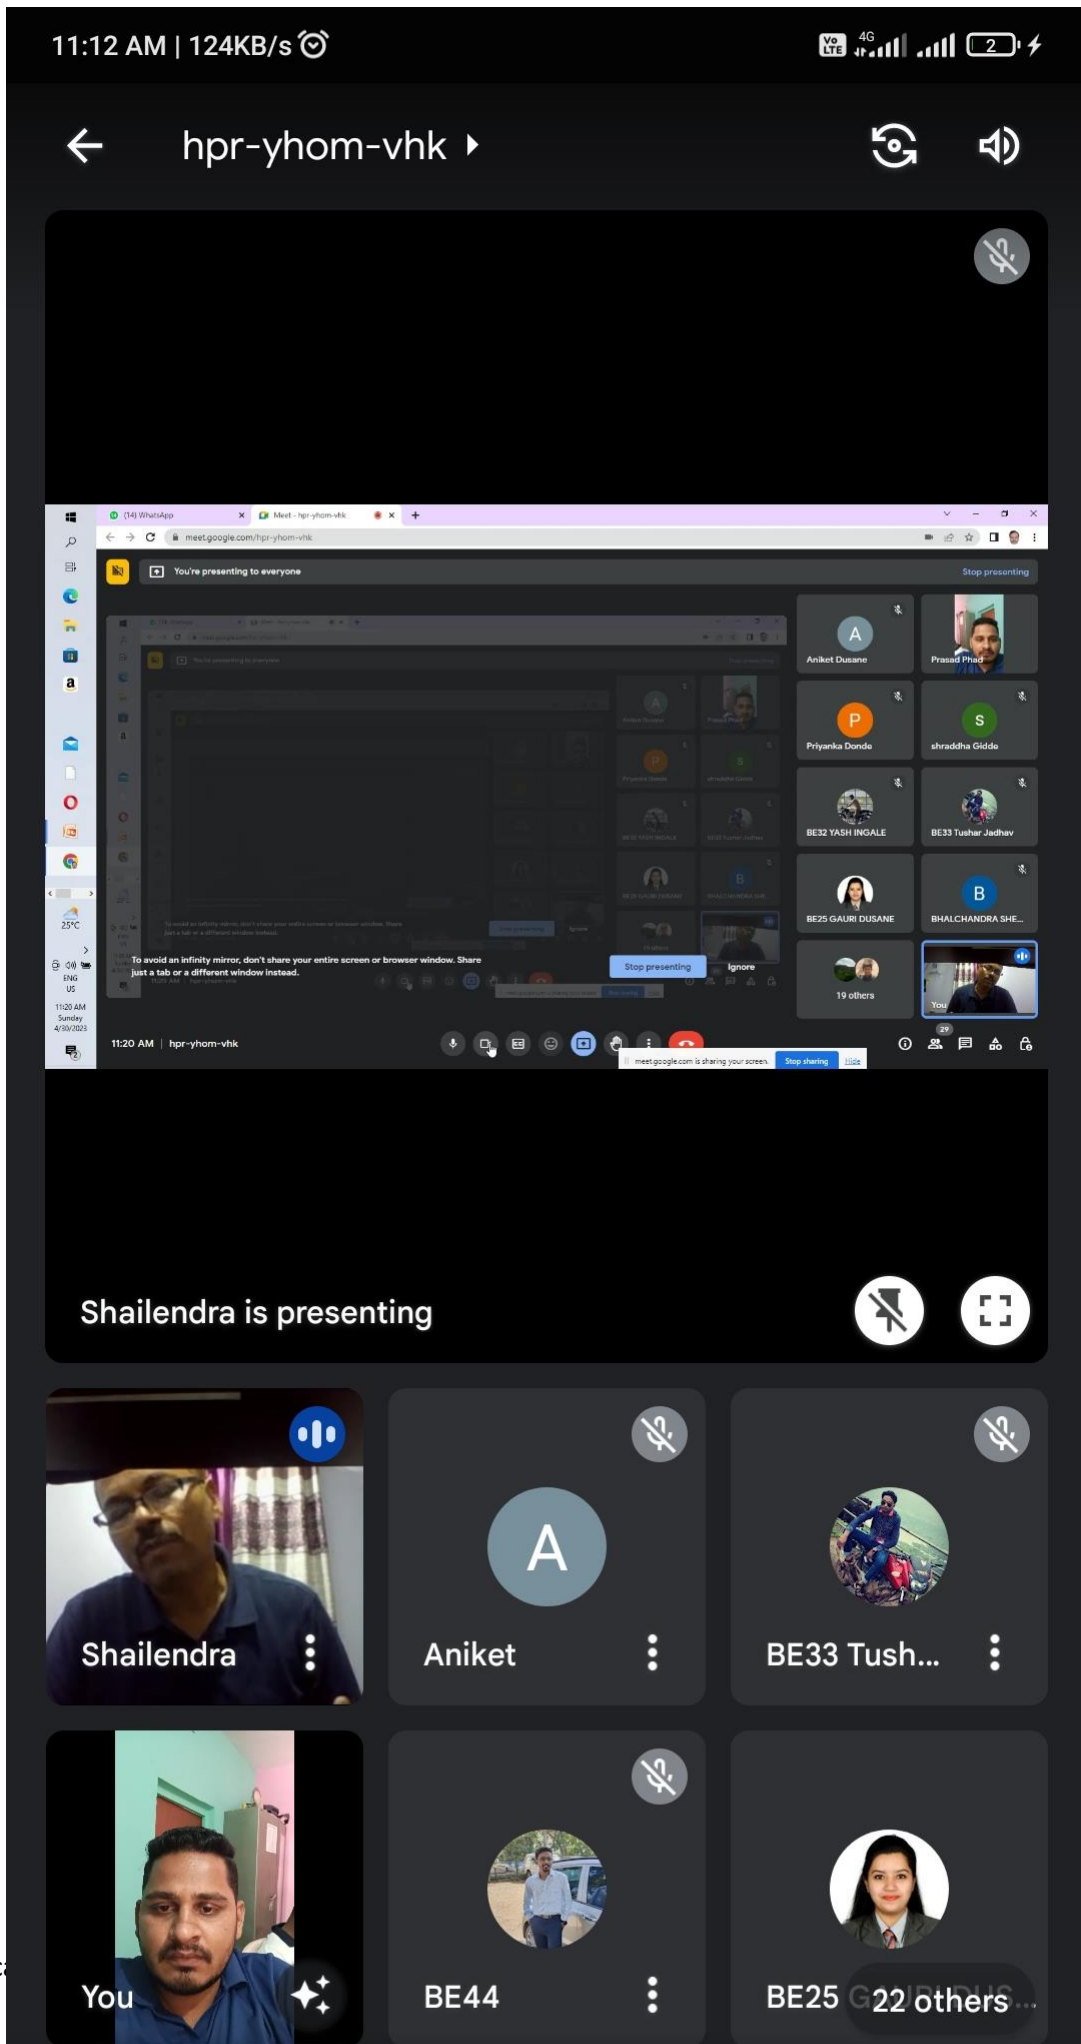 11:12 AM | 124KB/s
Vo LTE 4G 2
hpr-yhom-vhk
(14) WhatsApp
Meet - hpr-yhom-vhk
meet.google.com/hpr-yhom-vhk
You're presenting to everyone
Stop presenting
A
Aniket Dusane
Prasad Phad
P
Priyanka Donde
S
shraddha Gidde
BE32 YASH INGALE
BE33 Tushar Jadhav
BE25 GAURI DUSANE
B
BHALCHANDRA SHE...
19 others
You
To avoid an infinity mirror, don't share your entire screen or browser window. Share
just a tab or a different window instead.
Stop presenting
Ignore
25°C
ENG
US
11:20 AM
Sunday
4/30/2023
2
11:20 AM | hpr-yhom-vhk
29
meet.google.com is sharing your screen.
Stop sharing
Hide
Shailendra is presenting
Shailendra
A
Aniket
BE33 Tush...
You
BE44
BE25
22 others